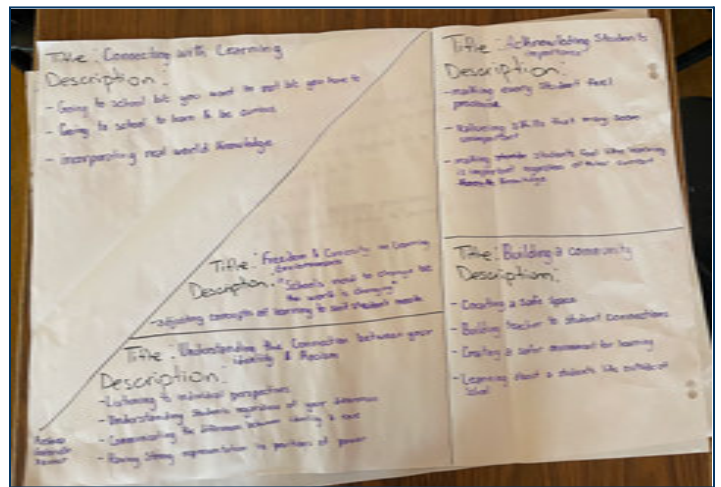 Title: Connecting with Learning
Description:
- Going to school b/c you want to not b/c you have to
- Going to school to learn & be curious
- incorporating real world knowledge
Title: Freedom & Curiosity in Learning
Environments
Description: "Schools need to change b/c
the world is changing"
- adjusting concepts of learning to suit student needs
Title: Understanding the Connection between your
identity & Racism
Description:
- Listening to individual perspectives
- Understanding students regardless of your differences
- Communicating the difference between identity & race
- Having strong representation in positions of power
Title: Acknowledging Students
importance
Description:
- making every student feel
- Valuing skills that may seem
unimportant
- making students feel like learning
is important regardless of their current
knowledge
Title: Building a community
Description:
- Creating a safe space
- Building teacher to student connections
- Creating a safer environment for learning
- Learning about a students life outside of
school